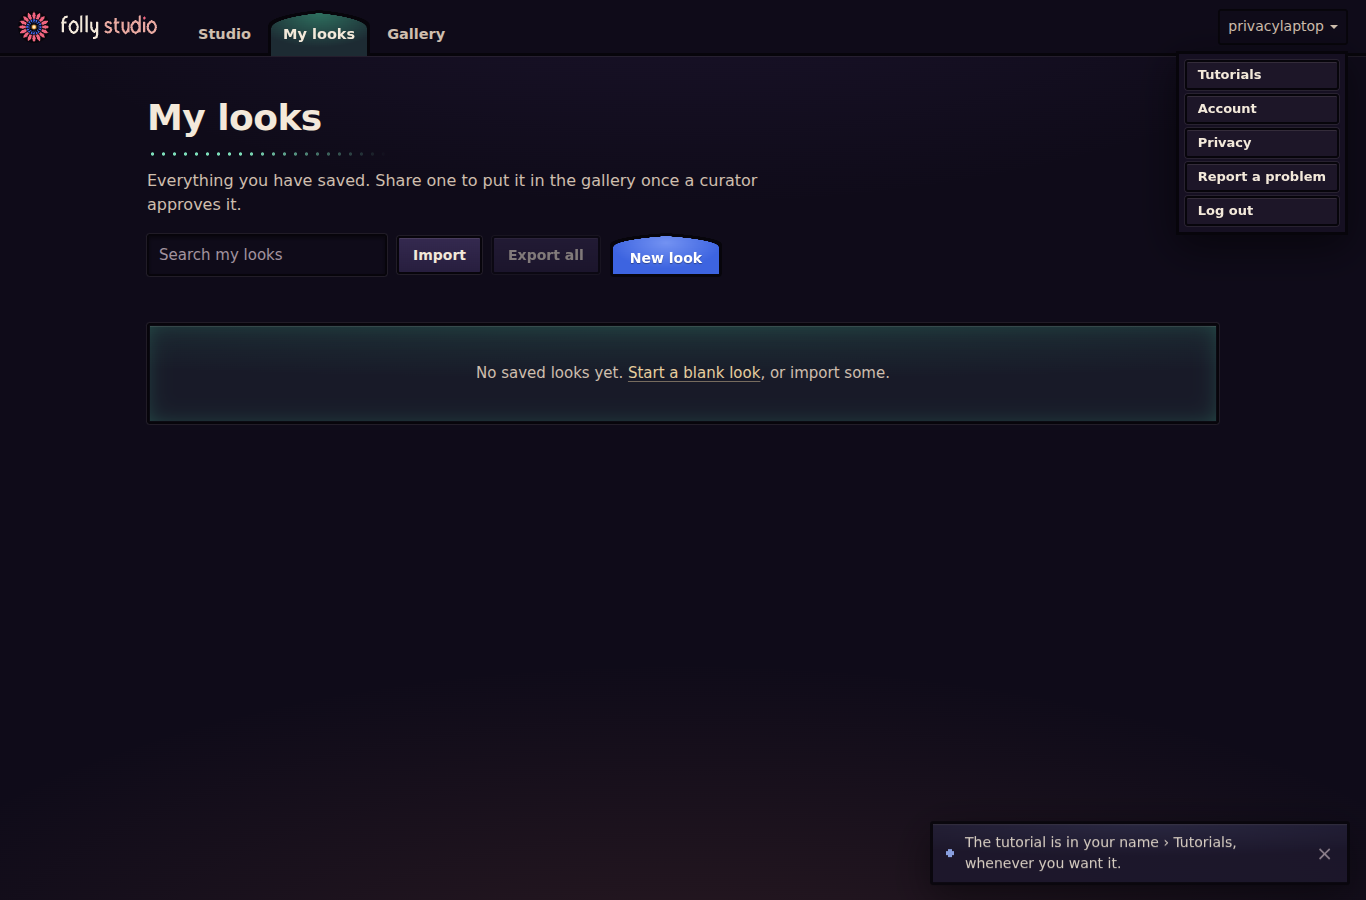 folly studio
Studio
My looks
Gallery
privacylaptop
Tutorials
Account
Privacy
Report a problem
Log out
My looks
Everything you have saved. Share one to put it in the gallery once a curator
approves it.
Search my looks
Import
Export all
New look
No saved looks yet. Start a blank look, or import some.
The tutorial is in your name › Tutorials,
whenever you want it.